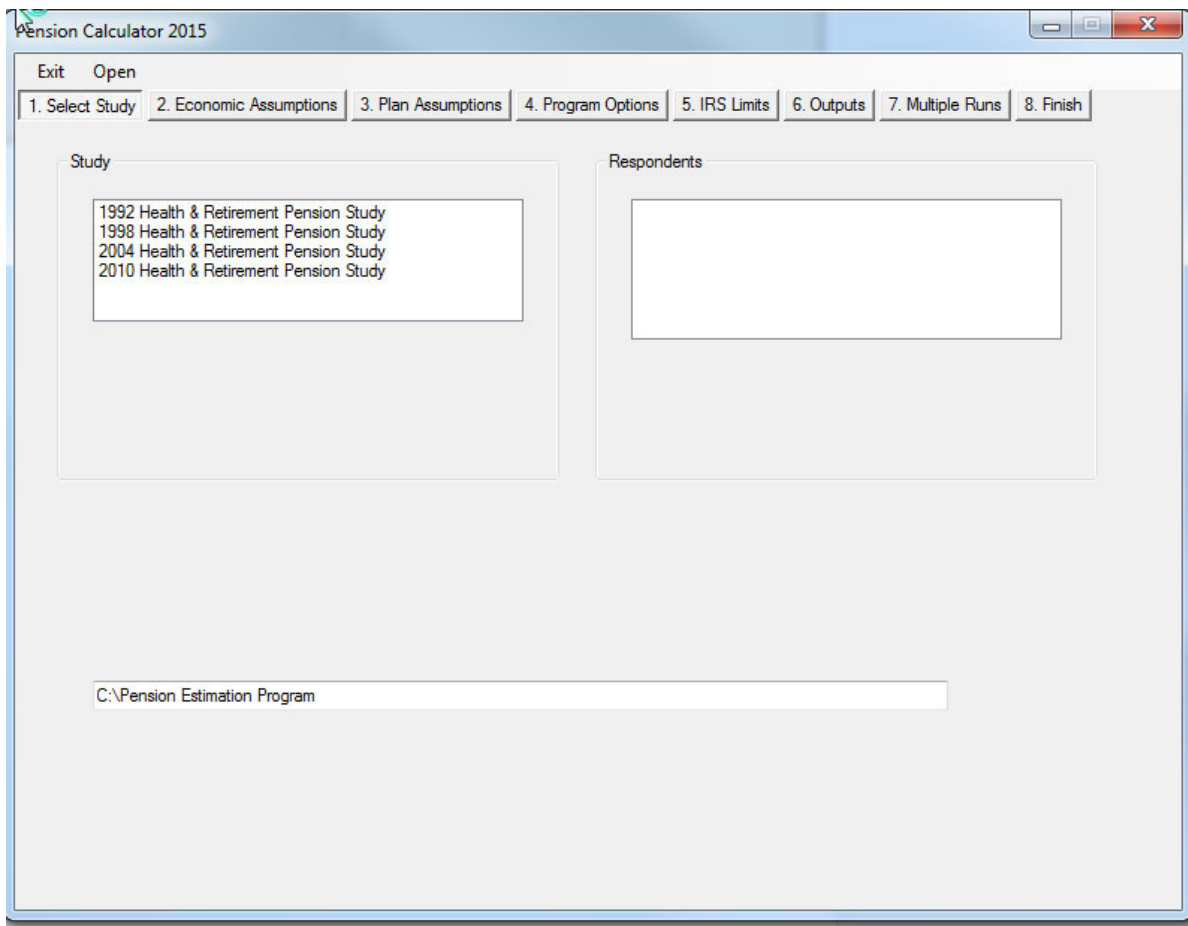 Pension Calculator 2015
Exit Open
1. Select Study 2. Economic Assumptions 3. Plan Assumptions 4. Program Options 5. IRS Limits 6. Outputs 7. Multiple Runs 8. Finish
Study
Respondents
1992 Health & Retirement Pension Study
1998 Health & Retirement Pension Study
2004 Health & Retirement Pension Study
2010 Health & Retirement Pension Study
C:\Pension Estimation Program